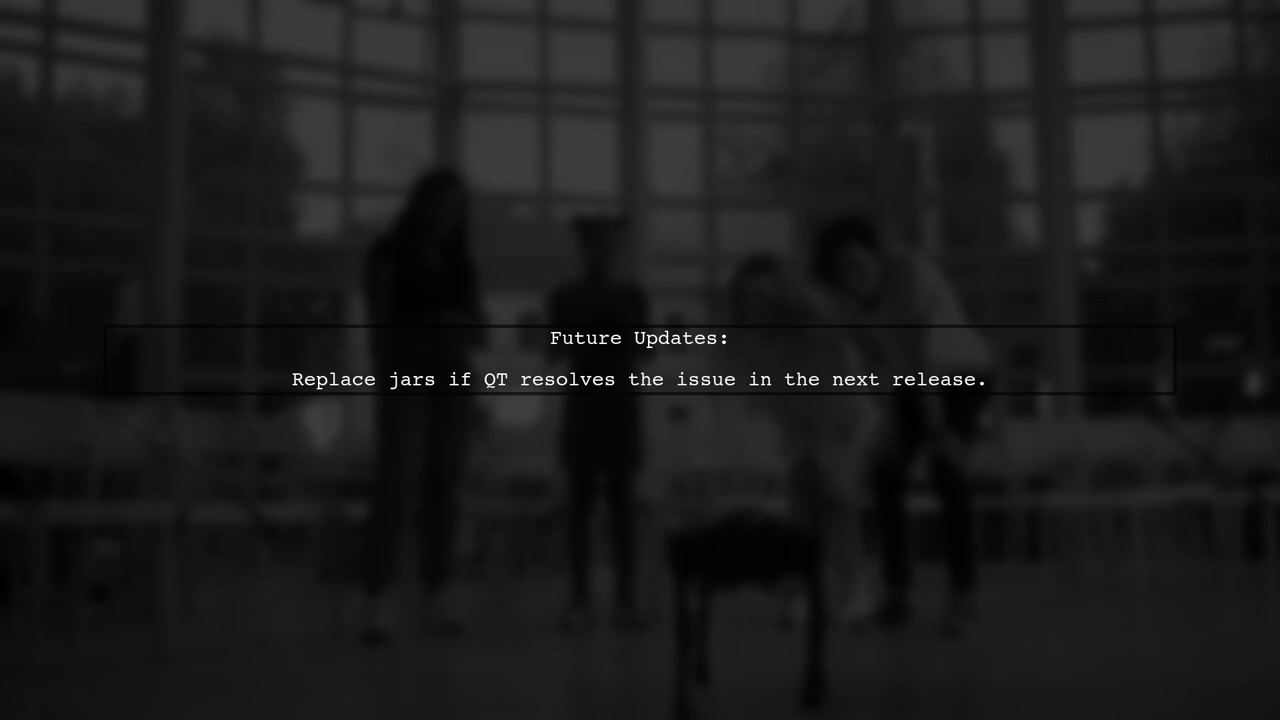 Future Updates:
Replace jars if QT resolves the issue in the next release.